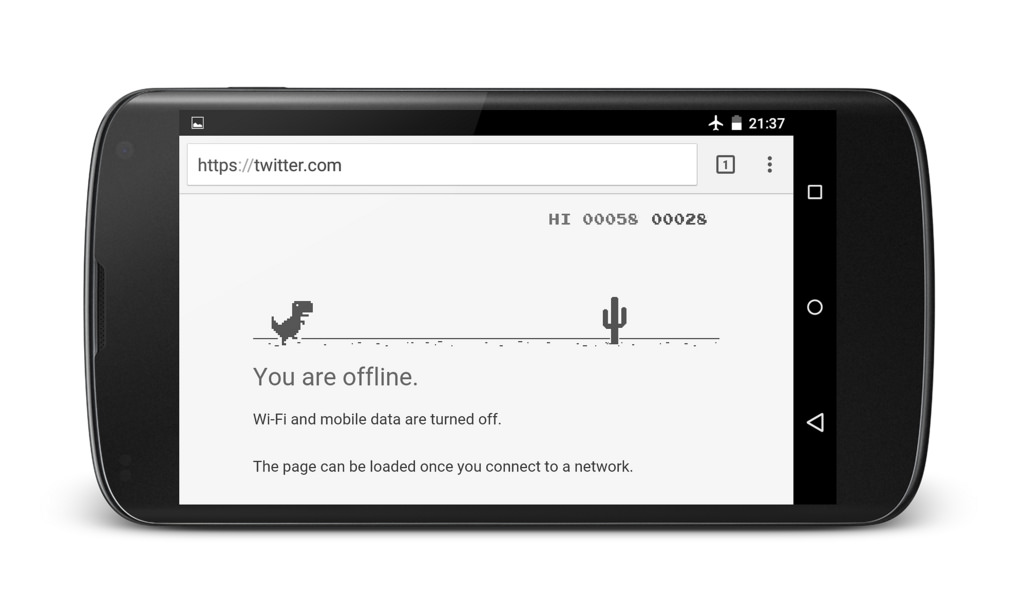 21:37
https://twitter.com
1
HI 00058 00028
You are offline.
Wi-Fi and mobile data are turned off.
The page can be loaded once you connect to a network.